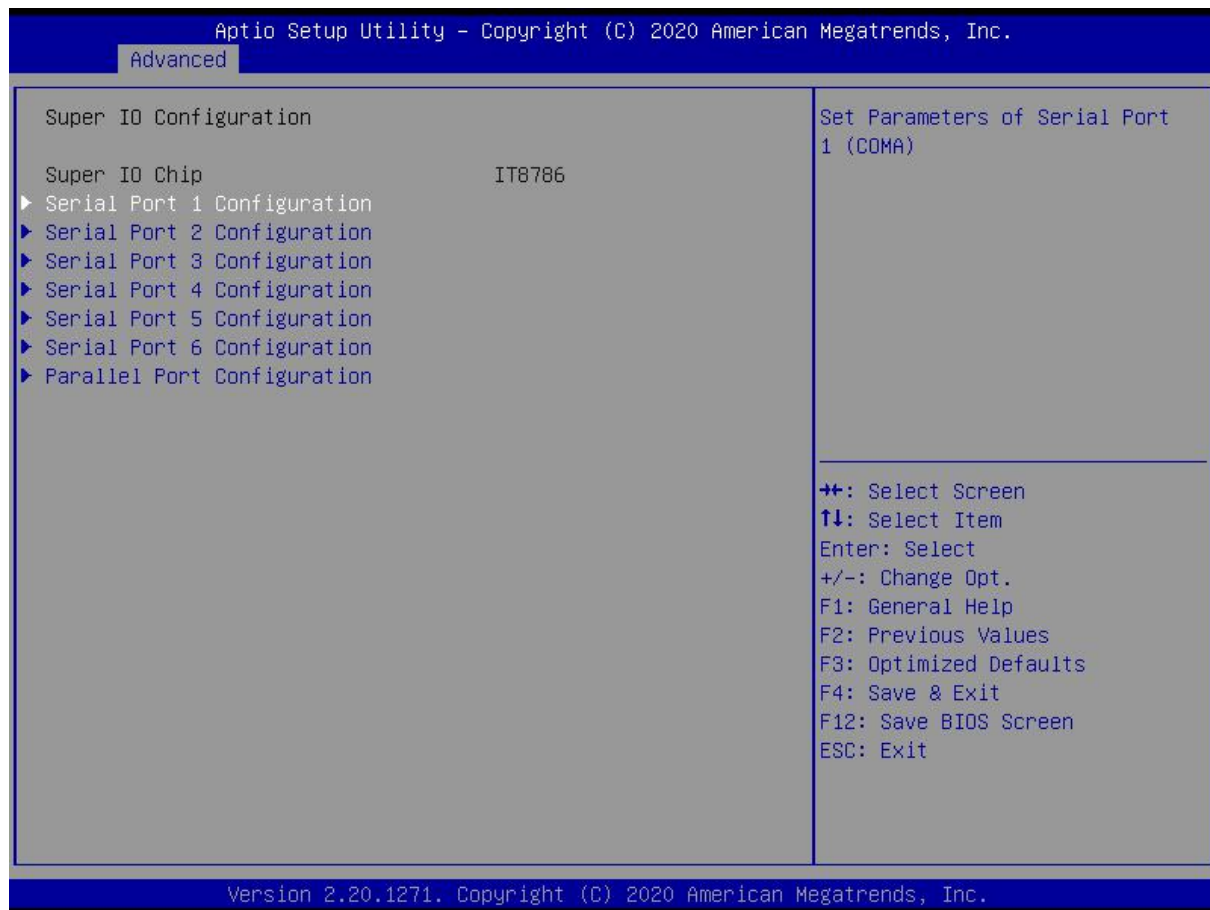 Aptio Setup Utility – Copyright (C) 2020 American Megatrends, Inc.
Advanced
Super IO Configuration
Super IO Chip IT8786
▶ Serial Port 1 Configuration
▶ Serial Port 2 Configuration
▶ Serial Port 3 Configuration
▶ Serial Port 4 Configuration
▶ Serial Port 5 Configuration
▶ Serial Port 6 Configuration
▶ Parallel Port Configuration
Set Parameters of Serial Port
1 (COMA)
→←: Select Screen
↑↓: Select Item
Enter: Select
+/-: Change Opt.
F1: General Help
F2: Previous Values
F3: Optimized Defaults
F4: Save & Exit
F12: Save BIOS Screen
ESC: Exit
Version 2.20.1271. Copyright (C) 2020 American Megatrends, Inc.